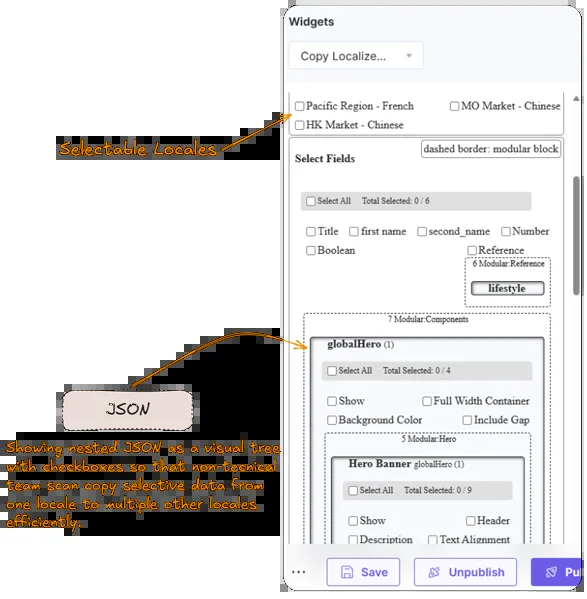 Widgets
Copy Localize...
Pacific Region - French MO Market - Chinese
HK Market - Chinese
Selectable Locales
dashed border: modular block
Select Fields
Select All Total Selected: 0 / 6
Title first name second_name Number
Boolean Reference
6 Modular:Reference
lifestyle
7 Modular:Components
globalHero (1)
Select All Total Selected: 0 / 4
Show Full Width Container
Background Color Include Gap
JSON
Showing nested JSON as a visual tree
with checkboxes so that non-tecnical
team scan copy selective data from
one locale to multiple other locales
efficiently.
5 Modular:Hero
Hero Banner globalHero (1)
Select All Total Selected: 0 / 9
Show Header
Description Text Alignment
... Save Unpublish Pu